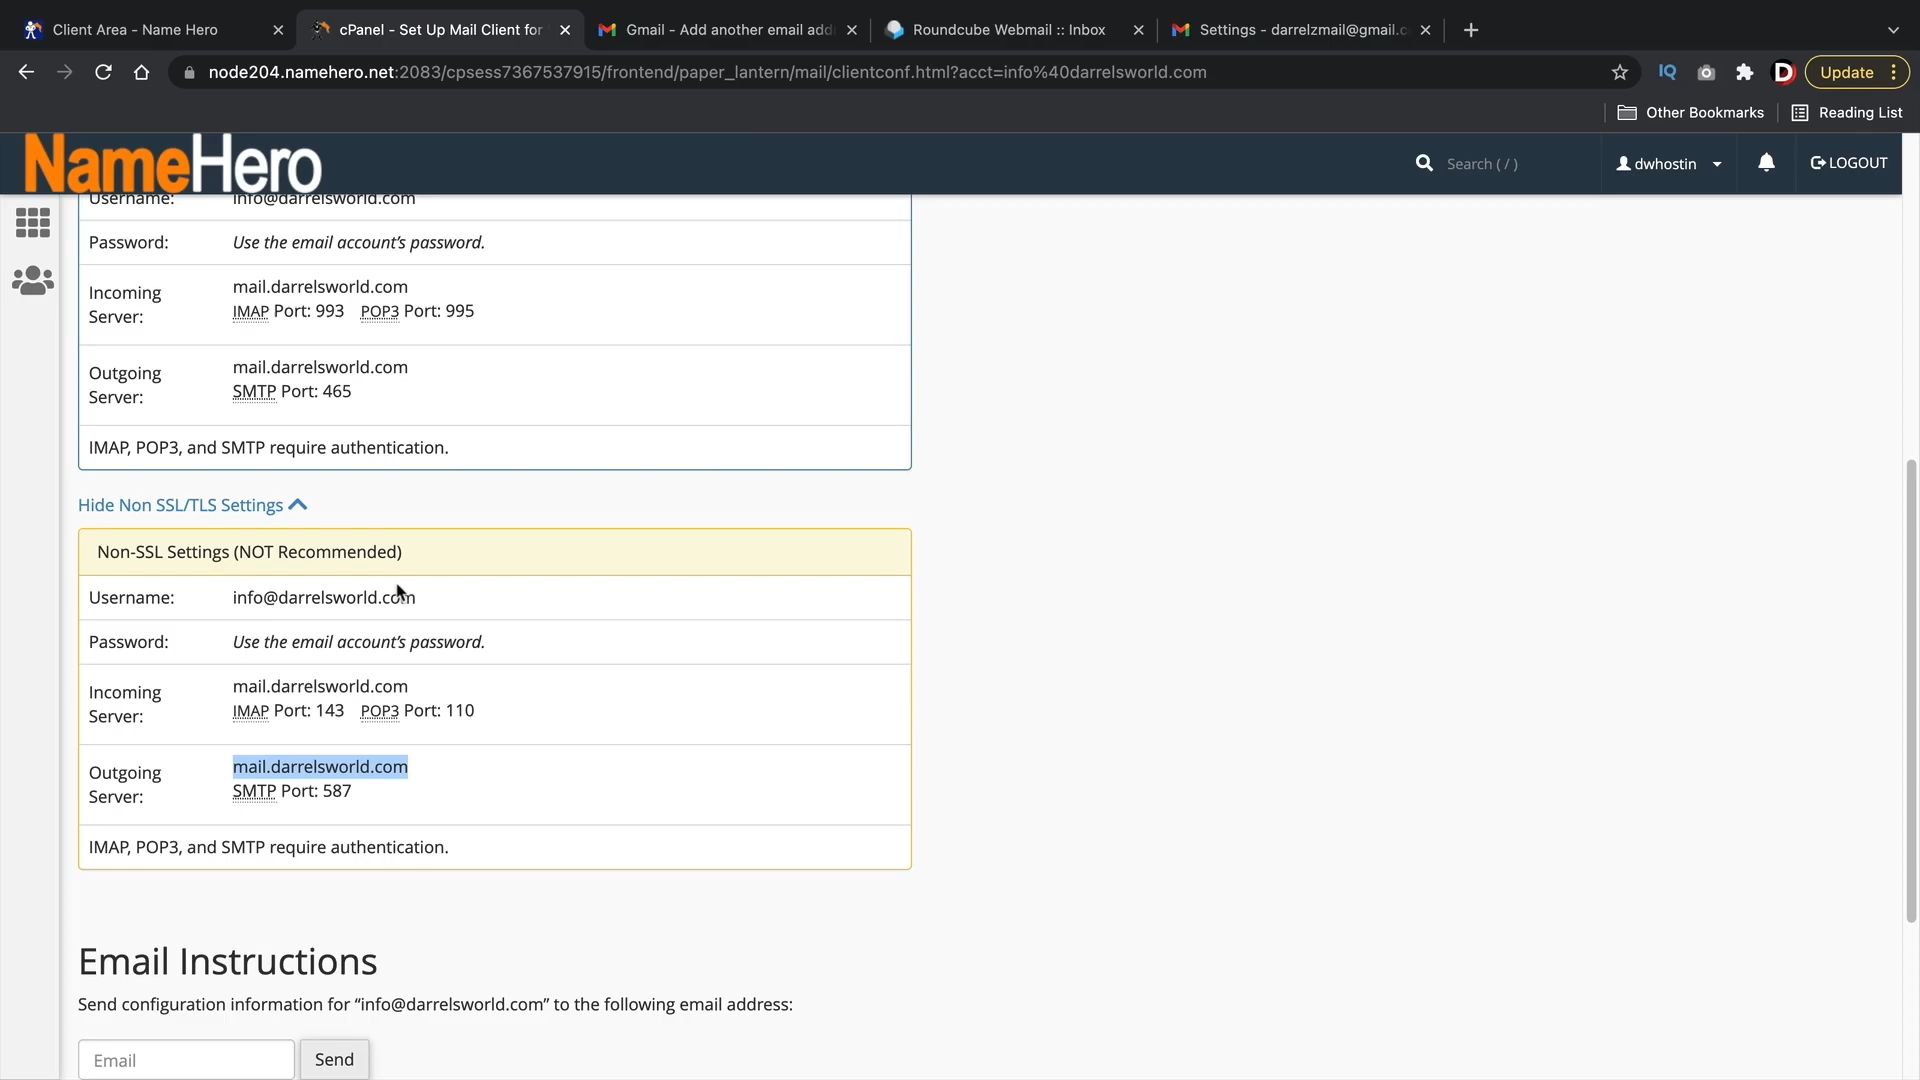 Client Area - Name Hero
cPanel - Set Up Mail Client for
Gmail - Add another email add
Roundcube Webmail :: Inbox
Settings - darrelzmail@gmail.c
node204.namehero.net:2083/cpsess7367537915/frontend/paper_lantern/mail/clientconf.html?acct=info%40darrelsworld.com
IQ
D
Update
Other Bookmarks
Reading List
NameHero
Search ( / )
dwhostin
LOGOUT
Username: info@darrelsworld.com
Password: Use the email account's password.
Incoming Server: mail.darrelsworld.com
IMAP Port: 993 POP3 Port: 995
Outgoing Server: mail.darrelsworld.com
SMTP Port: 465
IMAP, POP3, and SMTP require authentication.
Hide Non SSL/TLS Settings
Non-SSL Settings (NOT Recommended)
Username: info@darrelsworld.com
Password: Use the email account's password.
Incoming Server: mail.darrelsworld.com
IMAP Port: 143 POP3 Port: 110
Outgoing Server: mail.darrelsworld.com
SMTP Port: 587
IMAP, POP3, and SMTP require authentication.
Email Instructions
Send configuration information for “info@darrelsworld.com” to the following email address:
Email
Send